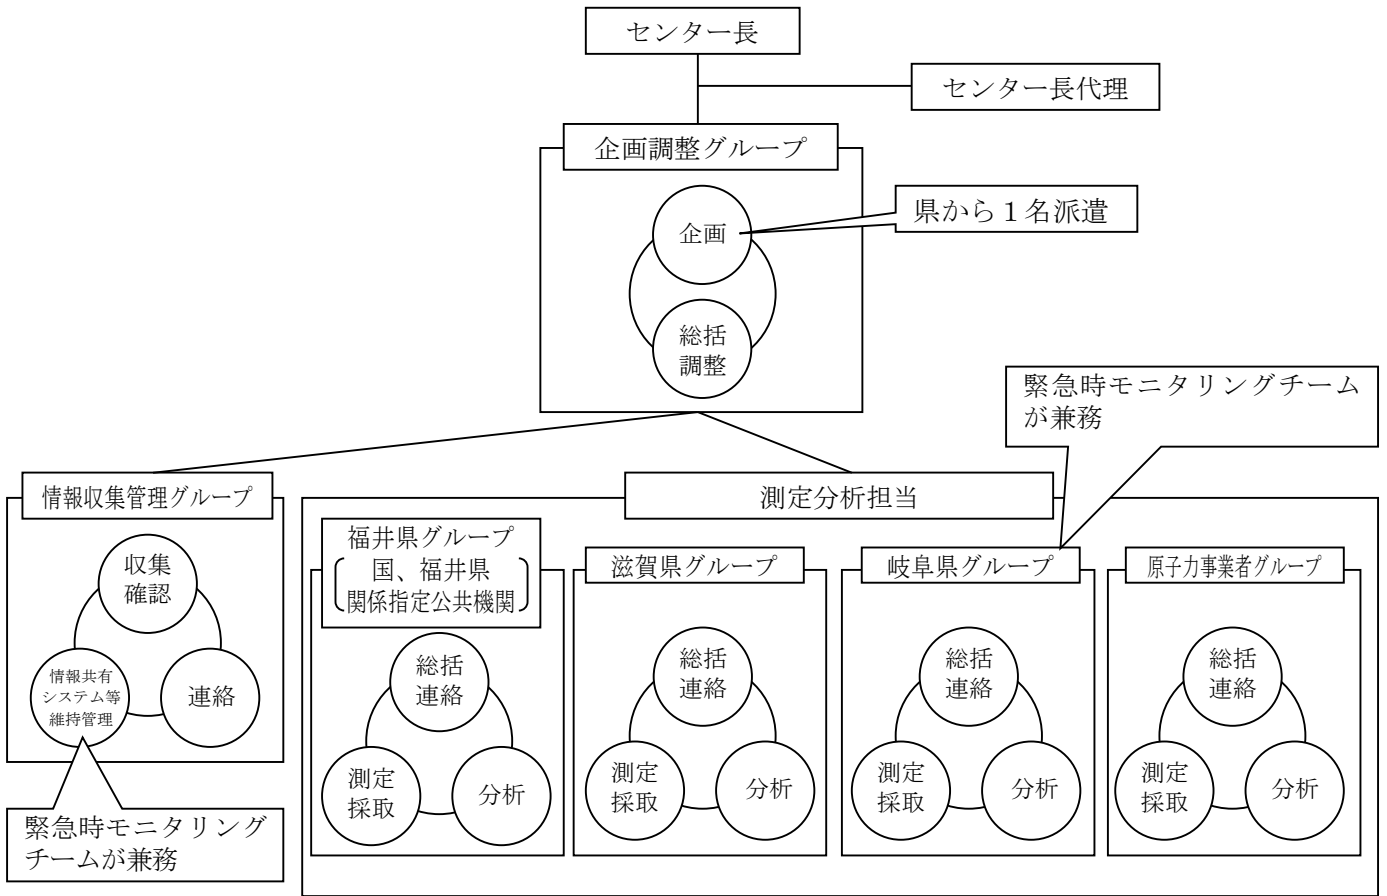 センター長
センター長代理
企画調整グループ
企画
県から１名派遣
総括
調整
緊急時モニタリングチーム
が兼務
情報収集管理グループ
収集
確認
情報共有
システム等
維持管理
連絡
緊急時モニタリング
チームが兼務
測定分析担当
福井県グループ
国、福井県
関係指定公共機関
総括
連絡
測定
採取
分析
滋賀県グループ
総括
連絡
測定
採取
分析
岐阜県グループ
総括
連絡
測定
採取
分析
原子力事業者グループ
総括
連絡
測定
採取
分析